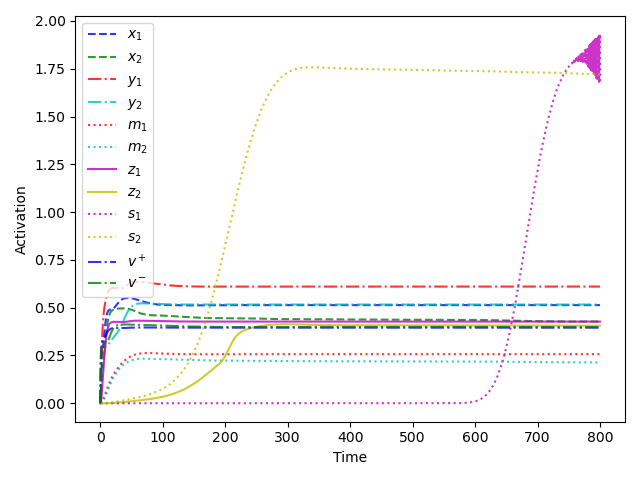 2.00
1.75
1.50
1.25
1.00
0.75
0.50
0.25
0.00
Activation
x₁
x₂
y₁
y₂
m₁
m₂
z₁
z₂
s₁
s₂
v⁺
v⁻
0 100 200 300 400 500 600 700 800
Time